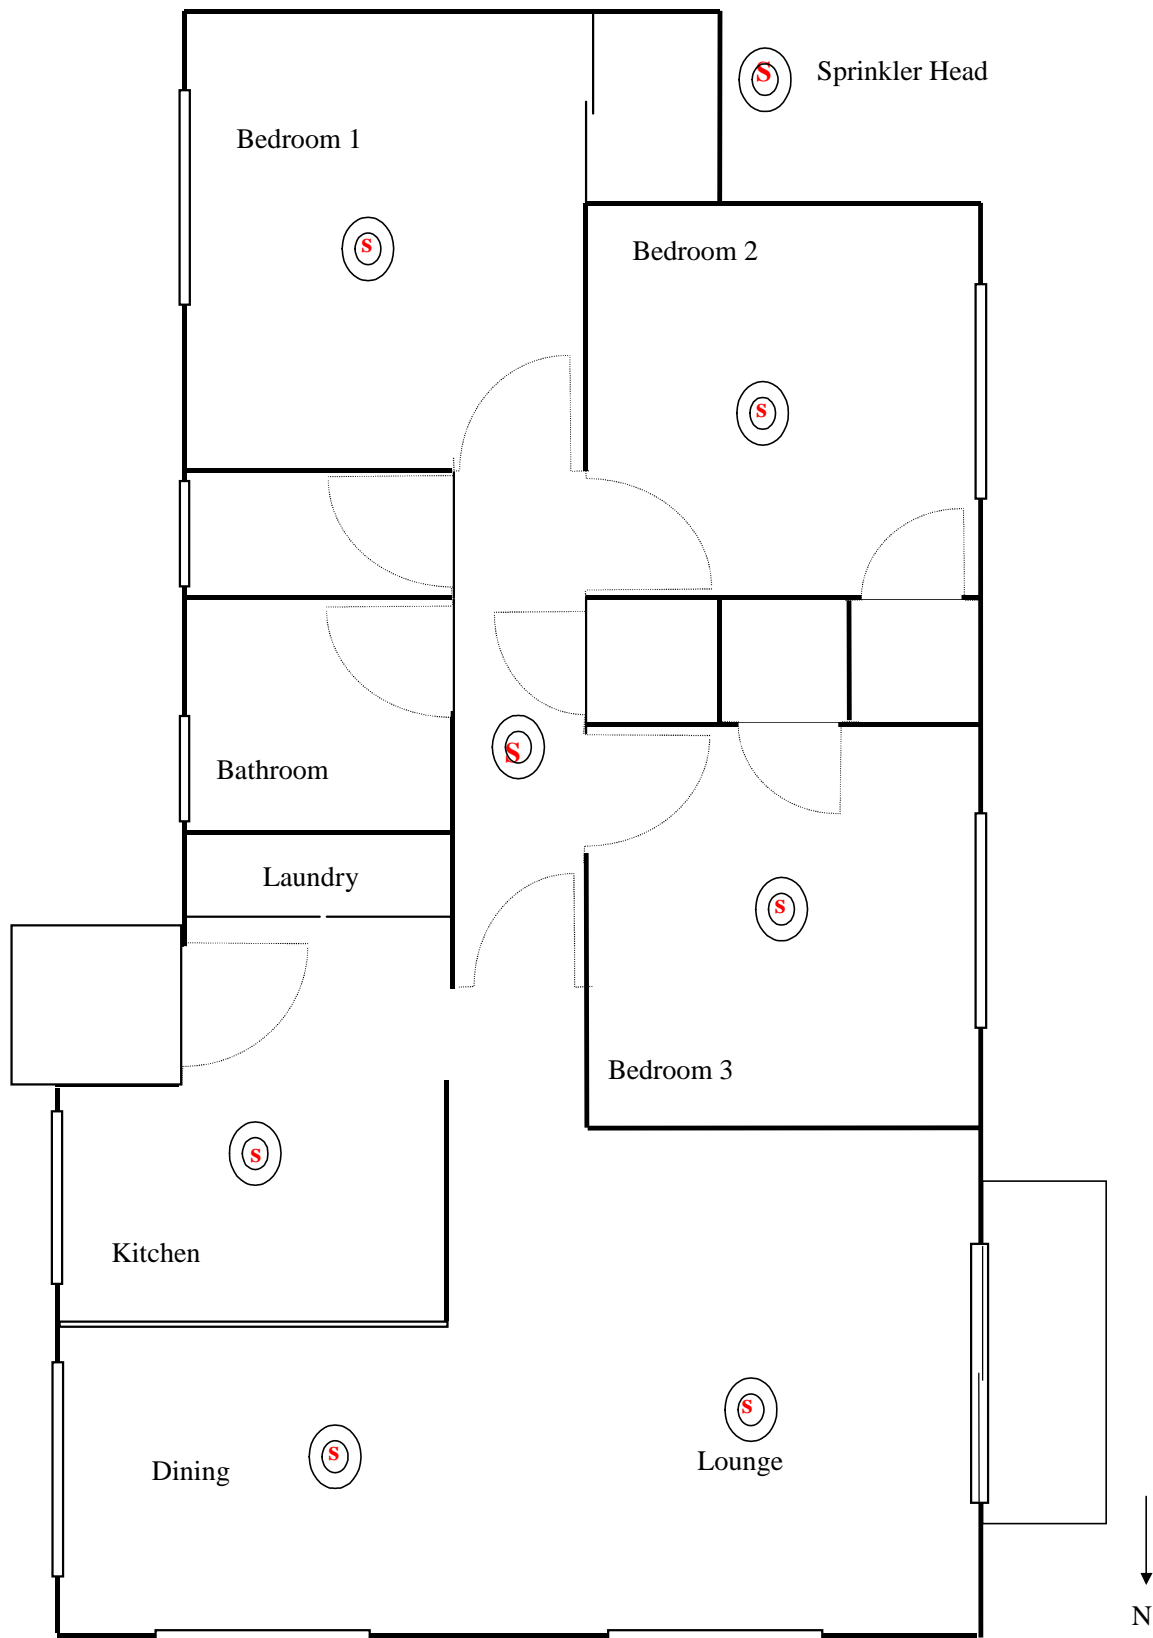 S Sprinkler Head
Bedroom 1
s
Bedroom 2
s
S
Bathroom
Laundry
s
Bedroom 3
s
Kitchen
s
Lounge
s
Dining
N